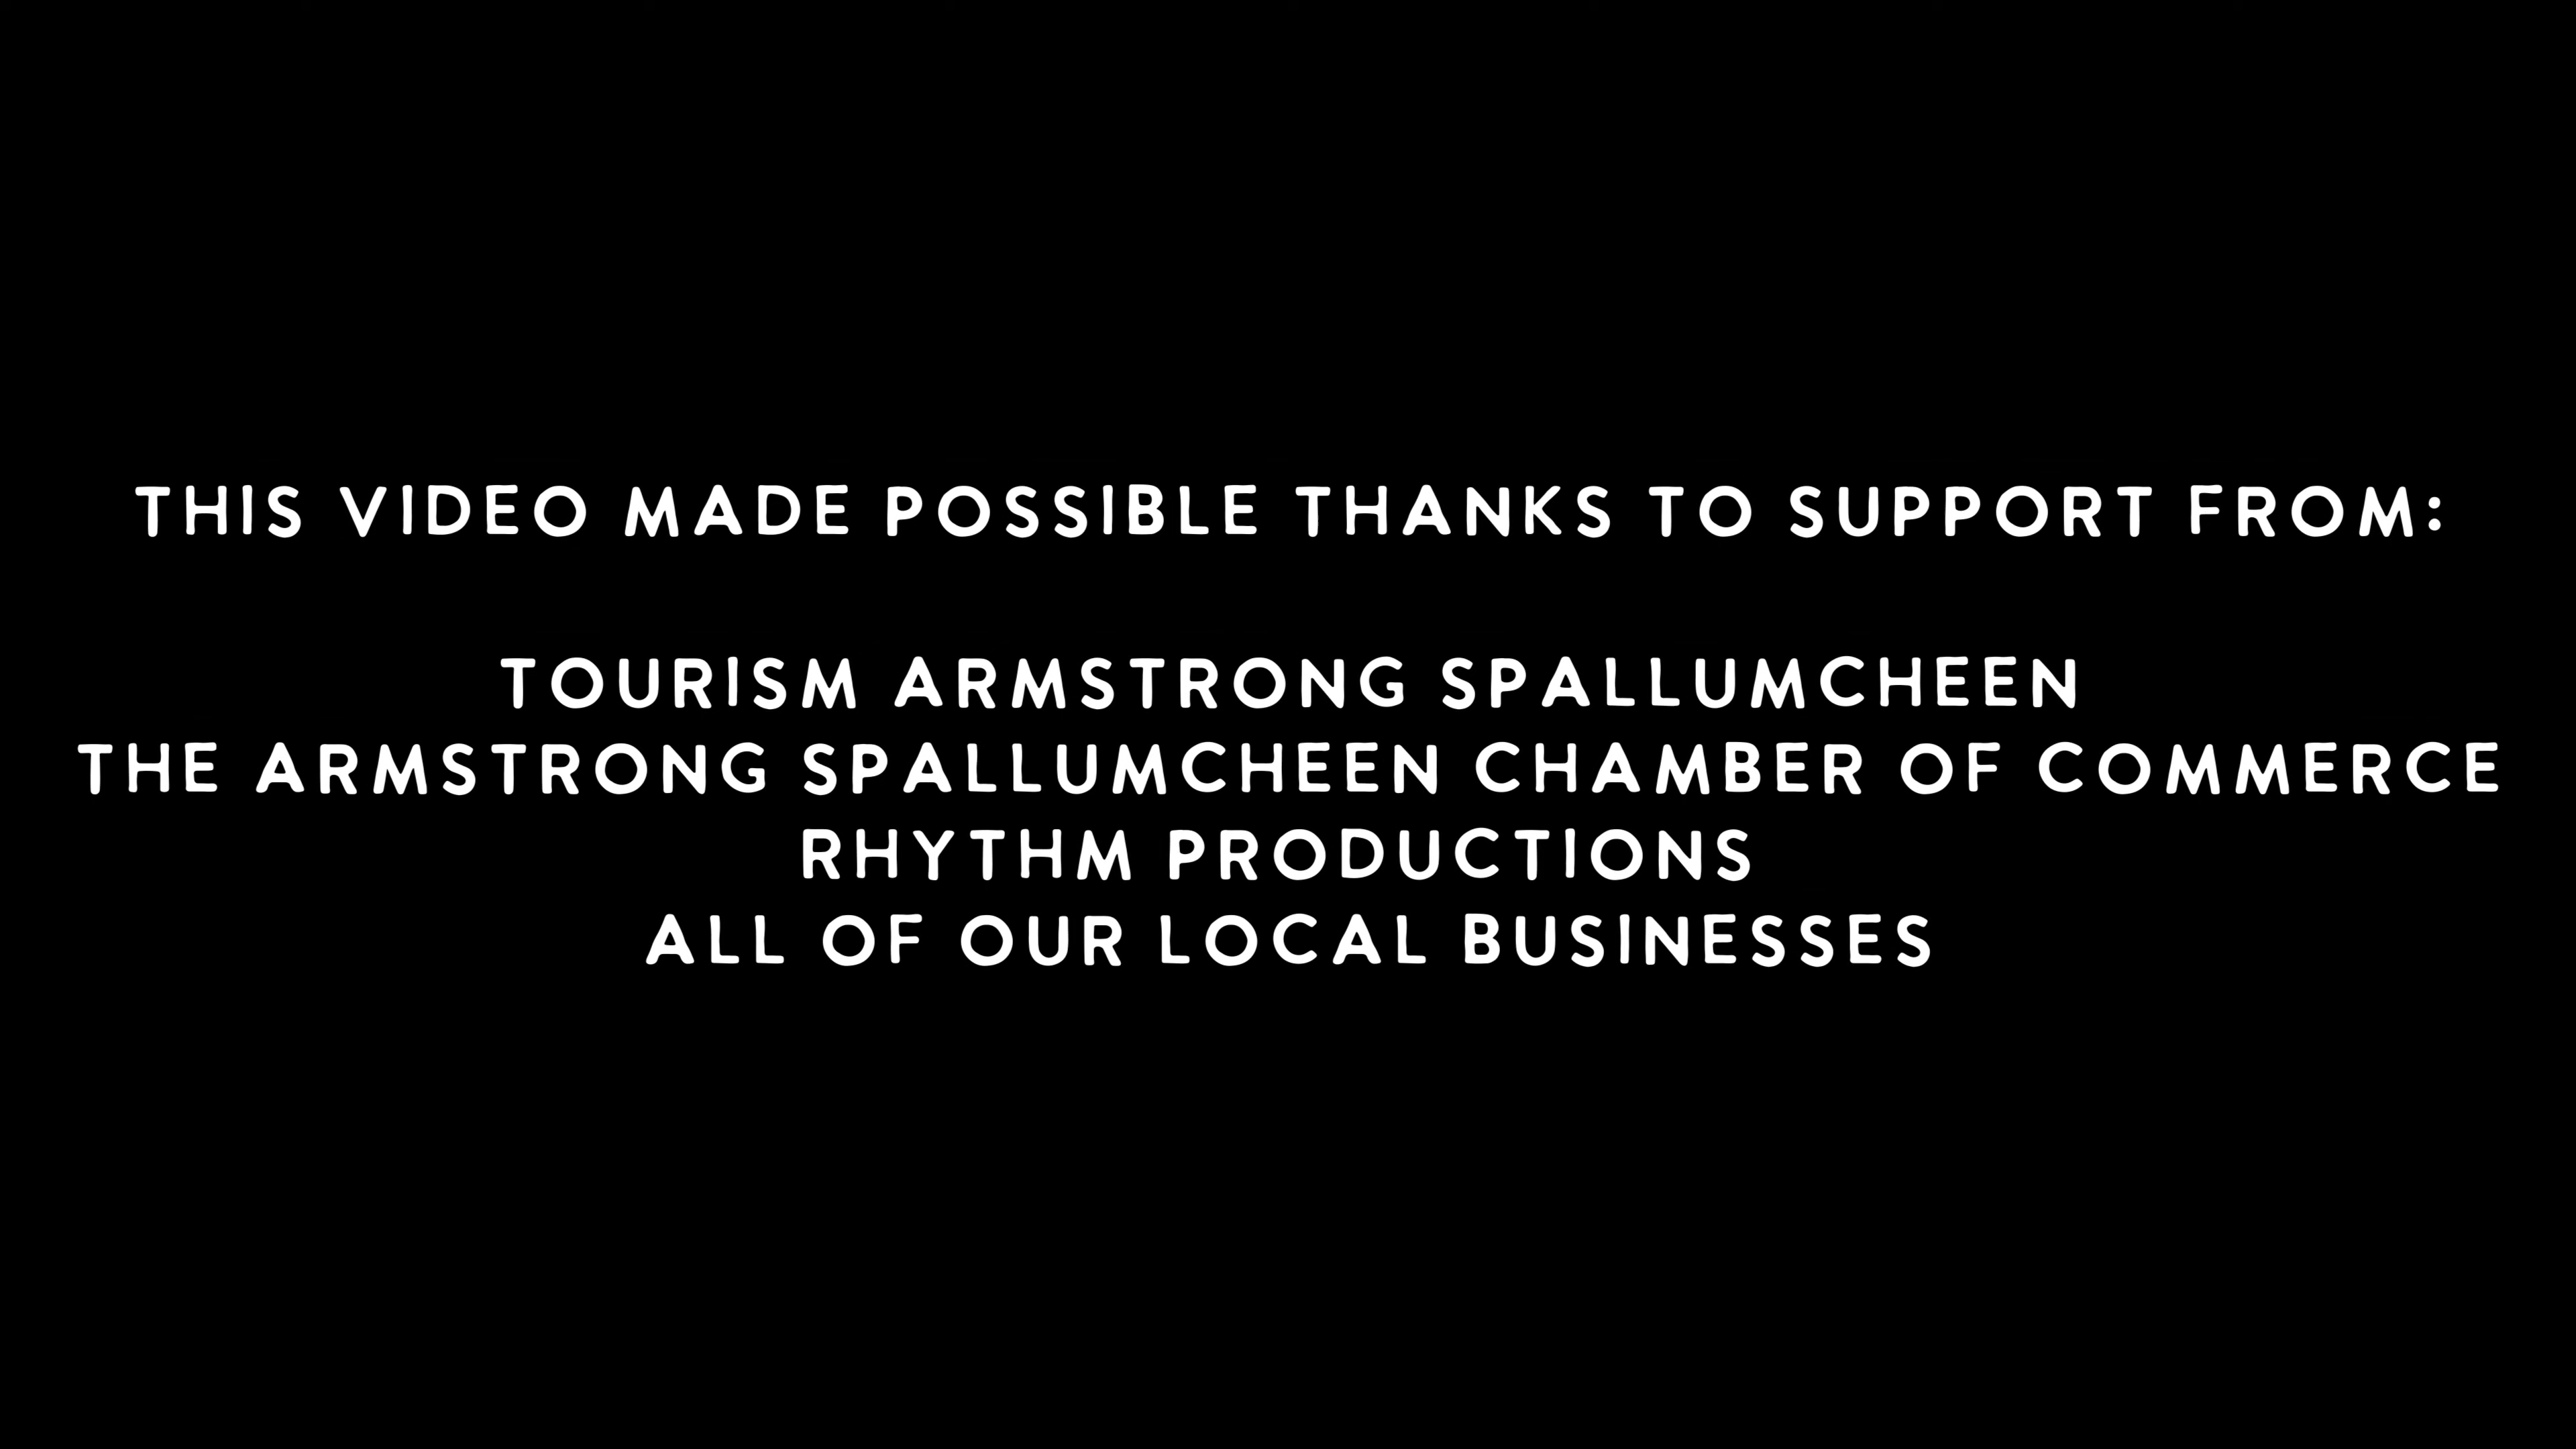 THIS VIDEO MADE POSSIBLE THANKS TO SUPPORT FROM:
TOURISM ARMSTRONG SPALLUMCHEEN
THE ARMSTRONG SPALLUMCHEEN CHAMBER OF COMMERCE
RHYTHM PRODUCTIONS
ALL OF OUR LOCAL BUSINESSES